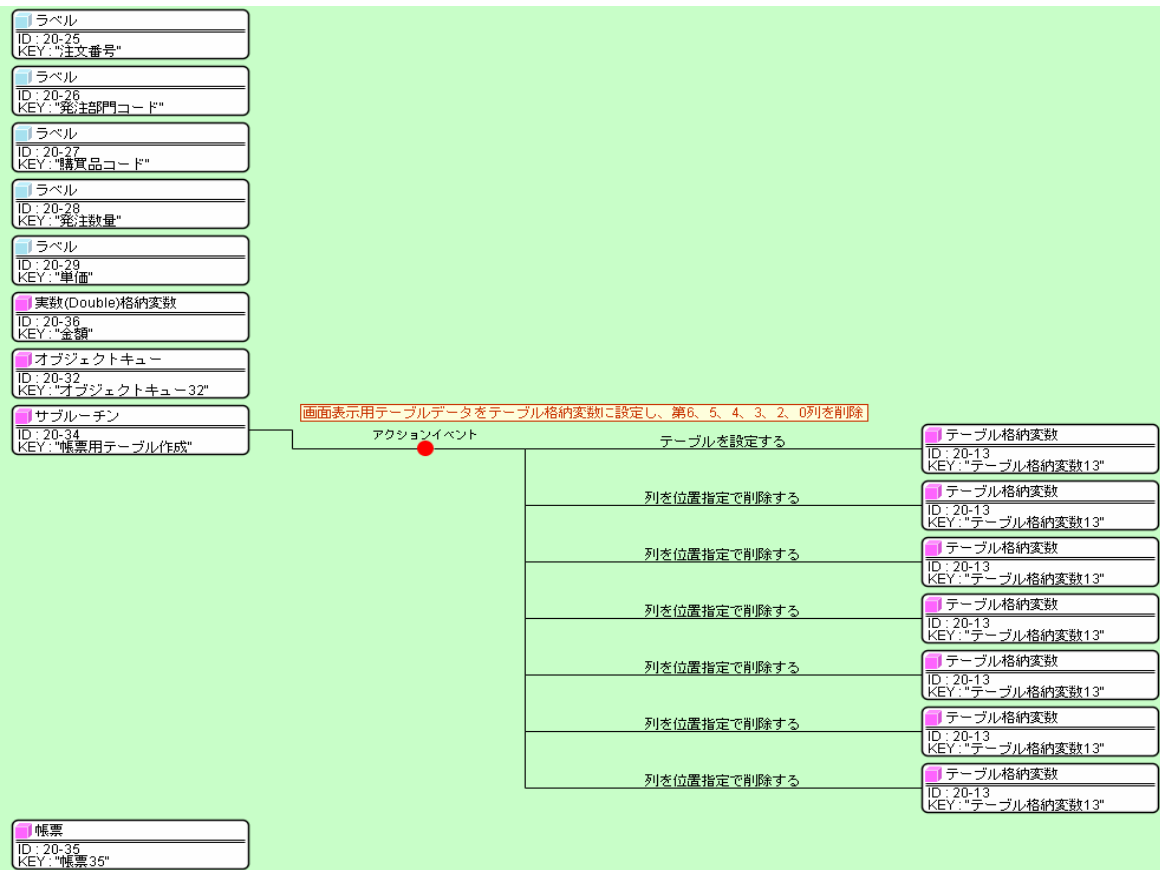 ラベル
ID : 20-25
KEY : "注文番号"
ラベル
ID : 20-26
KEY : "発注部門コード"
ラベル
ID : 20-27
KEY : "購買品コード"
ラベル
ID : 20-28
KEY : "発注数量"
ラベル
ID : 20-29
KEY : "単価"
実数(Double)格納変数
ID : 20-36
KEY : "金額"
オブジェクトキュー
ID : 20-32
KEY : "オブジェクトキュー32"
サブルーチン
ID : 20-34
KEY : "帳票用テーブル作成"
画面表示用テーブルデータをテーブル格納変数に設定し、第6、5、4、3、2、0列を削除
アクションイベント
テーブルを設定する
テーブル格納変数
ID : 20-13
KEY : "テーブル格納変数13"
列を位置指定で削除する
テーブル格納変数
ID : 20-13
KEY : "テーブル格納変数13"
列を位置指定で削除する
テーブル格納変数
ID : 20-13
KEY : "テーブル格納変数13"
列を位置指定で削除する
テーブル格納変数
ID : 20-13
KEY : "テーブル格納変数13"
列を位置指定で削除する
テーブル格納変数
ID : 20-13
KEY : "テーブル格納変数13"
列を位置指定で削除する
テーブル格納変数
ID : 20-13
KEY : "テーブル格納変数13"
列を位置指定で削除する
テーブル格納変数
ID : 20-13
KEY : "テーブル格納変数13"
帳票
ID : 20-35
KEY : "帳票35"